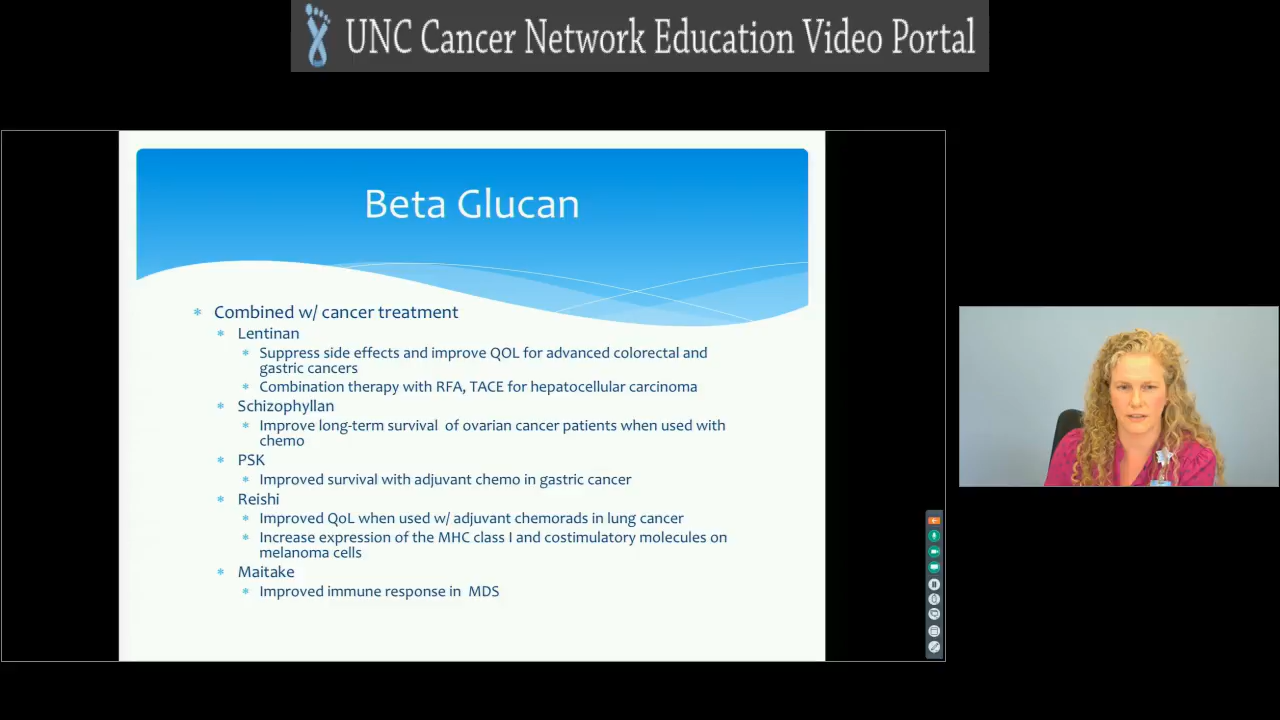 UNC Cancer Network Education Video Portal
Beta Glucan
* Combined w/ cancer treatment
* Lentinan
* Suppress side effects and improve QOL for advanced colorectal and
gastric cancers
* Combination therapy with RFA, TACE for hepatocellular carcinoma
* Schizophyllan
* Improve long-term survival of ovarian cancer patients when used with
chemo
* PSK
* Improved survival with adjuvant chemo in gastric cancer
* Reishi
* Improved QoL when used w/ adjuvant chemorads in lung cancer
* Increase expression of the MHC class I and costimulatory molecules on
melanoma cells
* Maitake
* Improved immune response in MDS